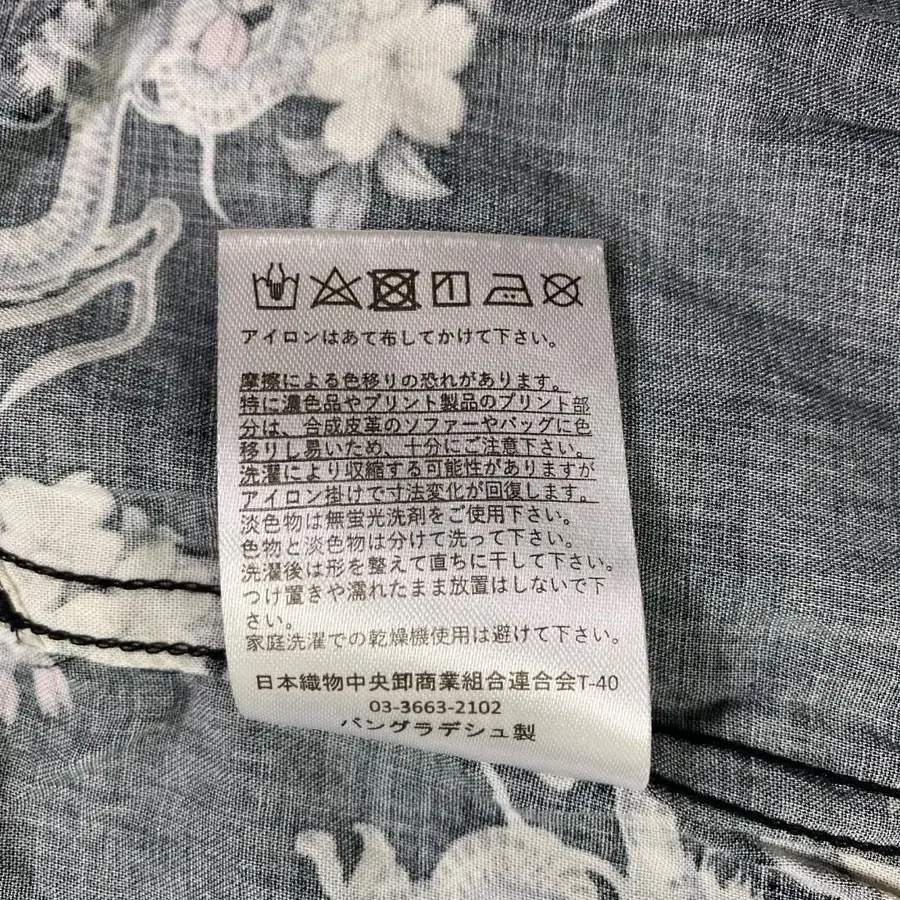 アイロンはあて布してかけて下さい。
摩擦による色移りの恐れがあります。
特に濃色品やプリント製品のプリント部
分は、合成皮革のソファーやバッグに色
移りし易いため、十分にご注意下さい。
洗濯により収縮する可能性がありますが
アイロン掛けで寸法変化が回復します。
淡色物は無蛍光洗剤をご使用下さい。
色物と淡色物は分けて洗って下さい。
洗濯後は形を整えて直ちに干して下さい。
つけ置きや濡れたまま放置はしないで下
さい。
家庭洗濯での乾燥機使用は避けて下さい。
日本織物中央卸商業組合連合会T-40
03-3663-2102
バングラデシュ製